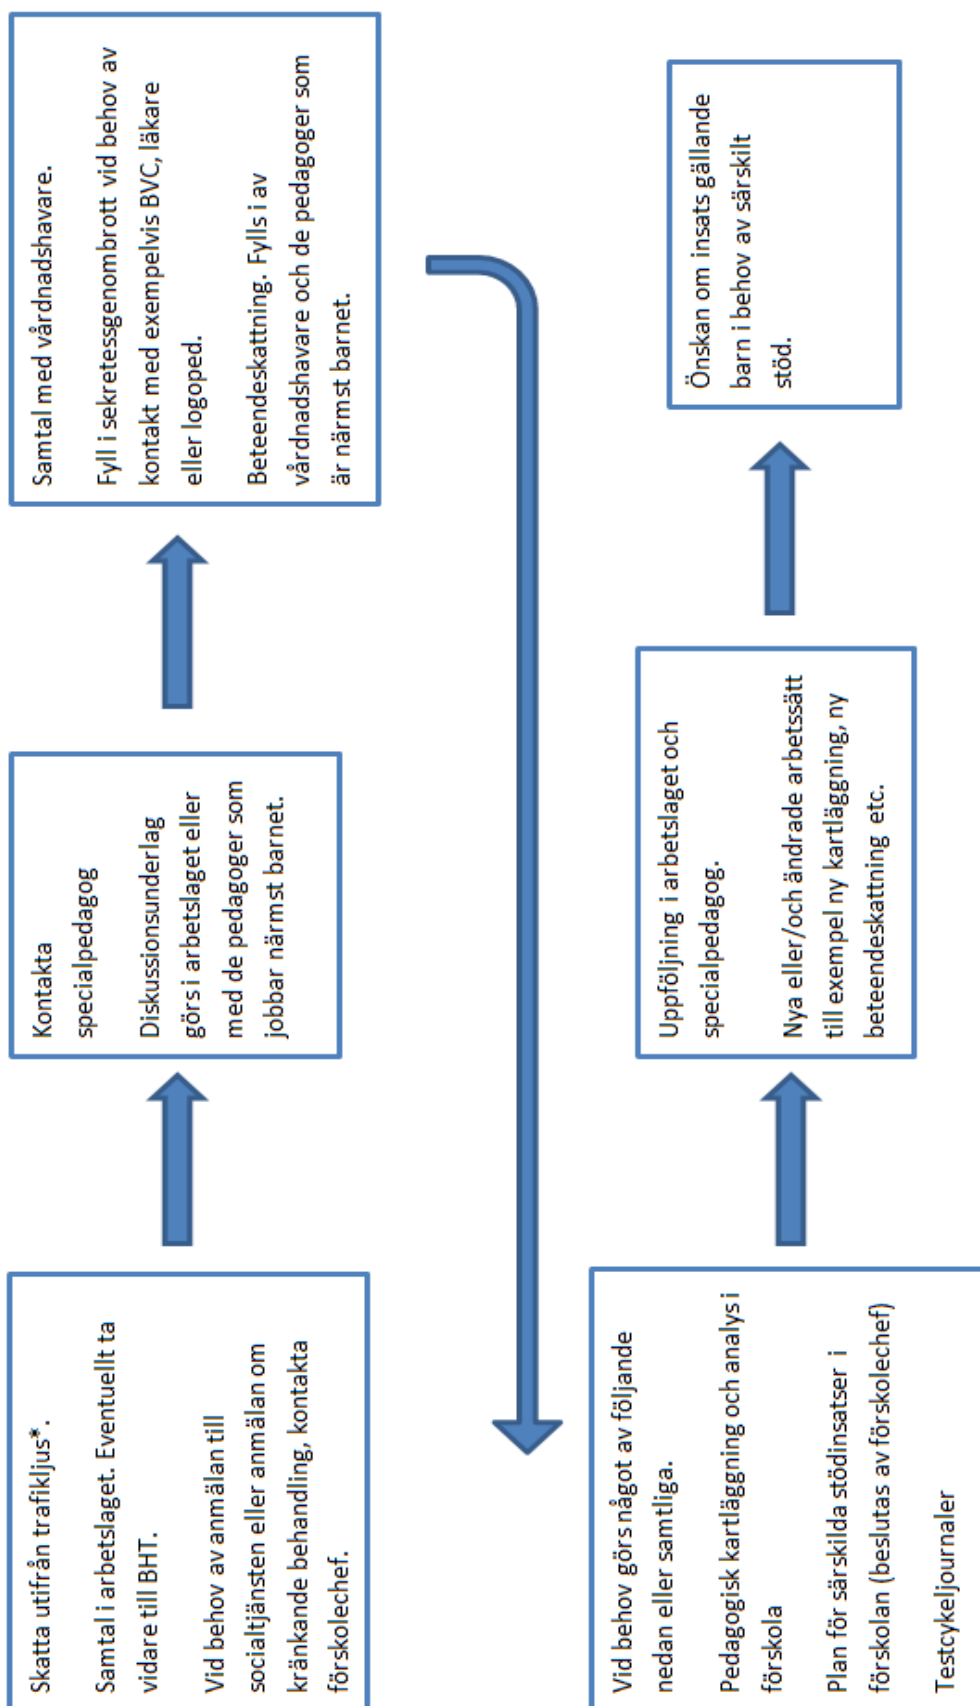 Skatta utifrån trafikljus*.
Samtal i arbetslaget. Eventuellt ta
vidare till BHT.
Vid behov av anmälan till
socialtjänsten eller anmälan om
kränkande behandling, kontakta
förskolechef.
Kontakta
specialpedagog
Diskussionsunderlag
görs i arbetslaget eller
med de pedagoger som
jobbar närmst barnet.
Samtal med vårdnadshavare.
Fyll i sekretessgenombrott vid behov av
kontakt med exempelvis BVC, läkare
eller logoped.
Beteendeskattning. Fylls i av
vårdnadshavare och de pedagoger som
är närmst barnet.
Vid behov görs något av följande
nedan eller samtliga.
Pedagogisk kartläggning och analys i
förskola
Plan för särskilda stödinsatser i
förskolan (beslutas av förskolechef)
Testcykeljournaler
Uppföljning i arbetslaget och
specialpedagog.
Nya eller/och ändrade arbetssätt
till exempel ny kartläggning, ny
beteendeskattning etc.
Önskan om insats gällande
barn i behov av särskilt
stöd.